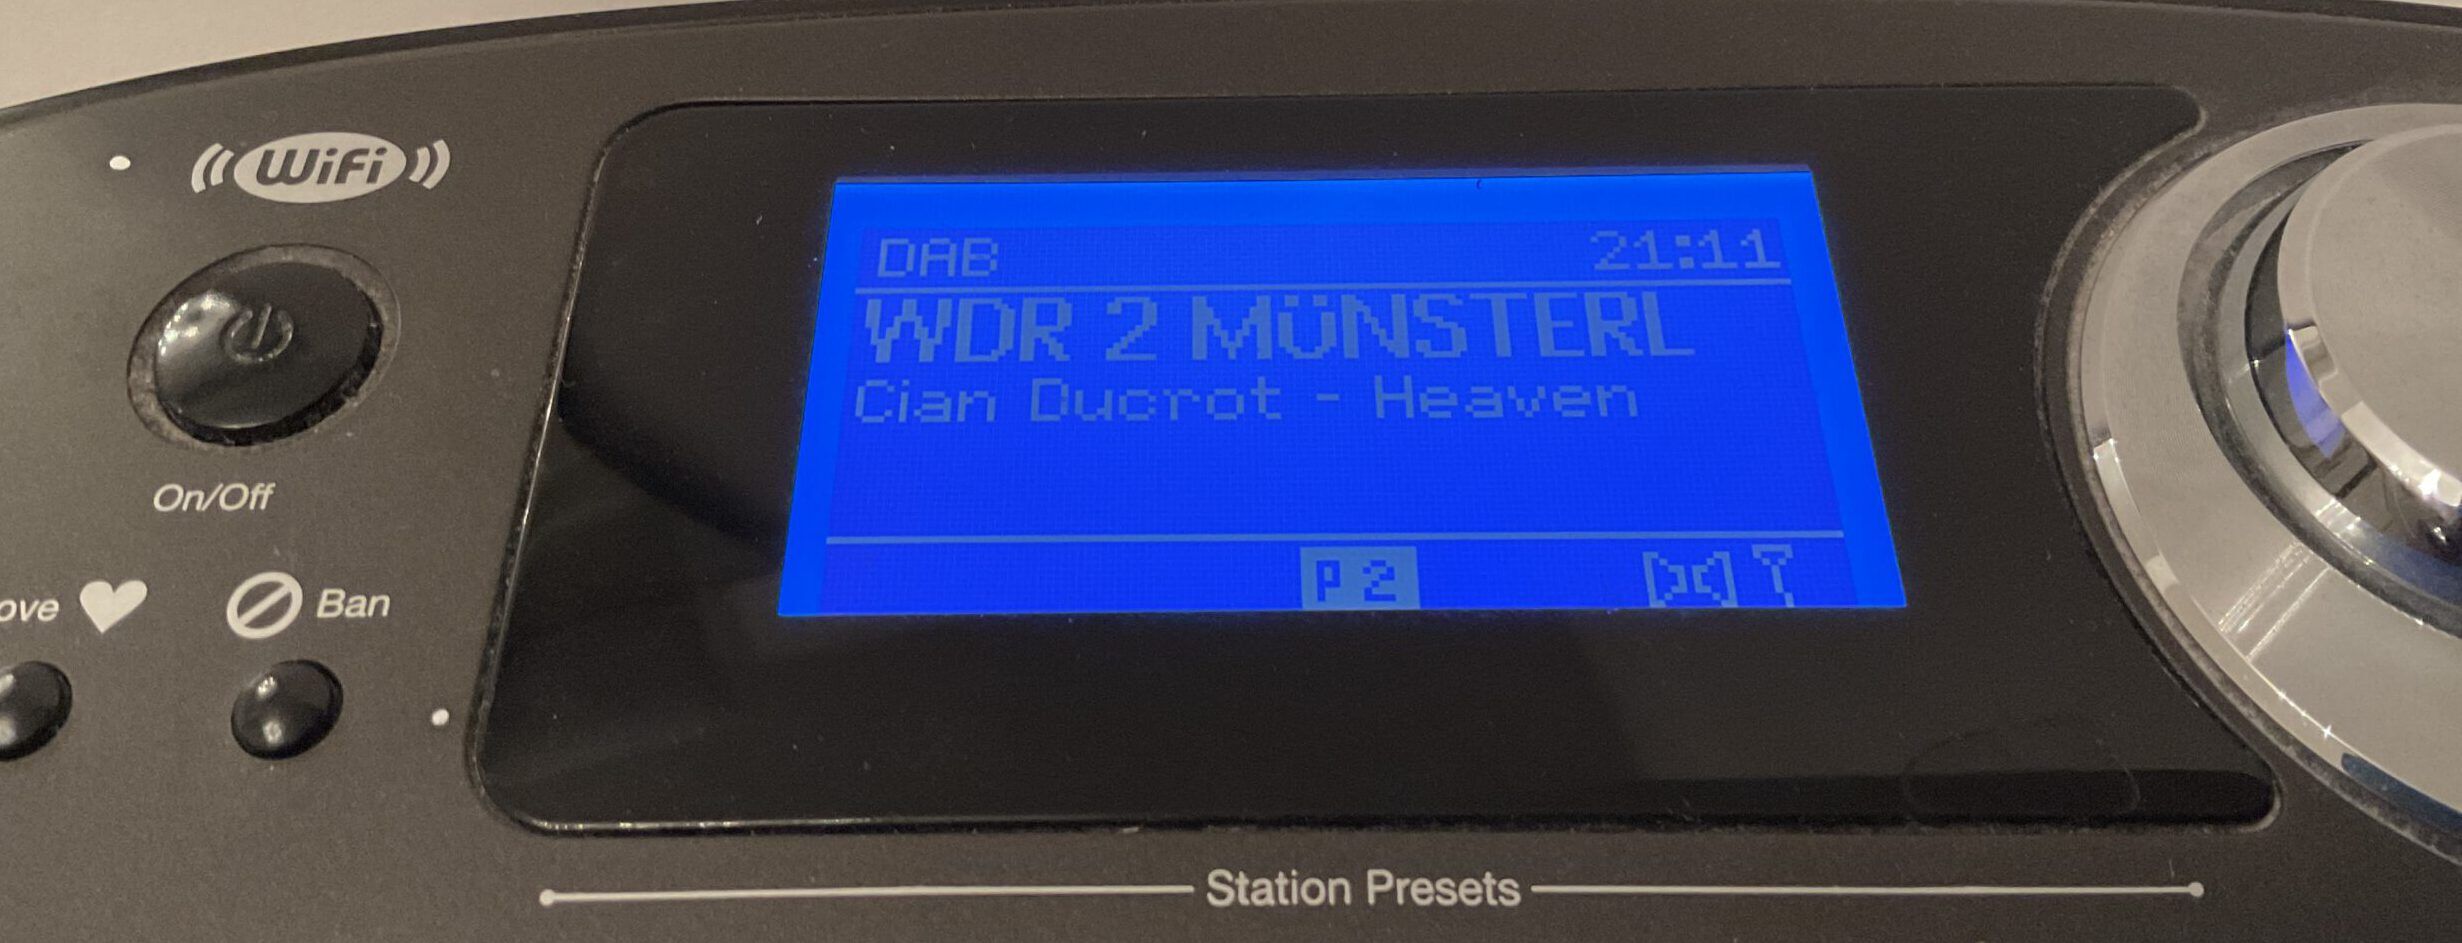 WiFi
On/Off
ove
Ban
DAB 21:11
WDR 2 MÜNSTERL
Cian Ducrot - Heaven
P 2
Station Presets